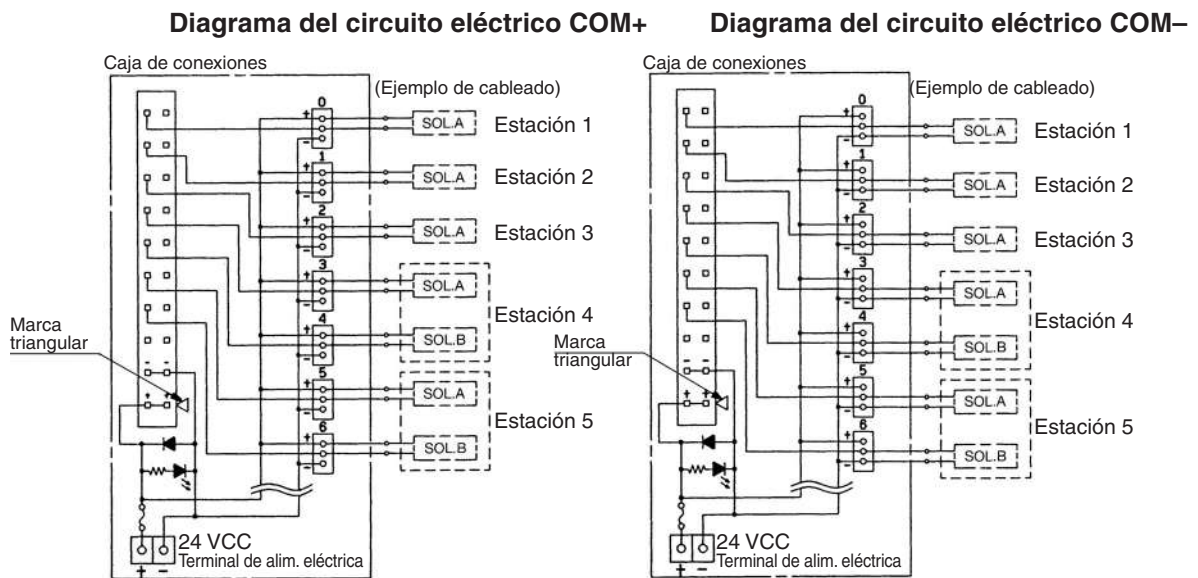 Diagrama del circuito eléctrico COM+
Caja de conexiones
(Ejemplo de cableado)
0
+
–
SOL.A
Estación 1
1
+
–
SOL.A
Estación 2
2
+
–
SOL.A
Estación 3
3
+
–
SOL.A
Estación 4
4
+
–
SOL.B
5
+
–
SOL.A
Estación 5
6
+
–
SOL.B
Marca
triangular
– –
+ +
24 VCC
Terminal de alim. eléctrica
+ –
Diagrama del circuito eléctrico COM–
Caja de conexiones
(Ejemplo de cableado)
0
+
–
SOL.A
Estación 1
1
+
–
SOL.A
Estación 2
2
+
–
SOL.A
Estación 3
3
+
–
SOL.A
Estación 4
4
+
–
SOL.B
5
+
–
SOL.A
Estación 5
6
+
–
SOL.B
Marca
triangular
– –
+ +
24 VCC
Terminal de alim. eléctrica
+ –